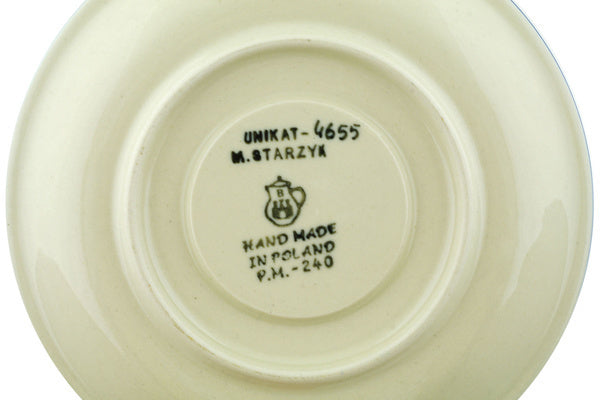 UNIKAT-4655
M.STARZYK
B
HAND MADE
IN POLAND
P.M.-240